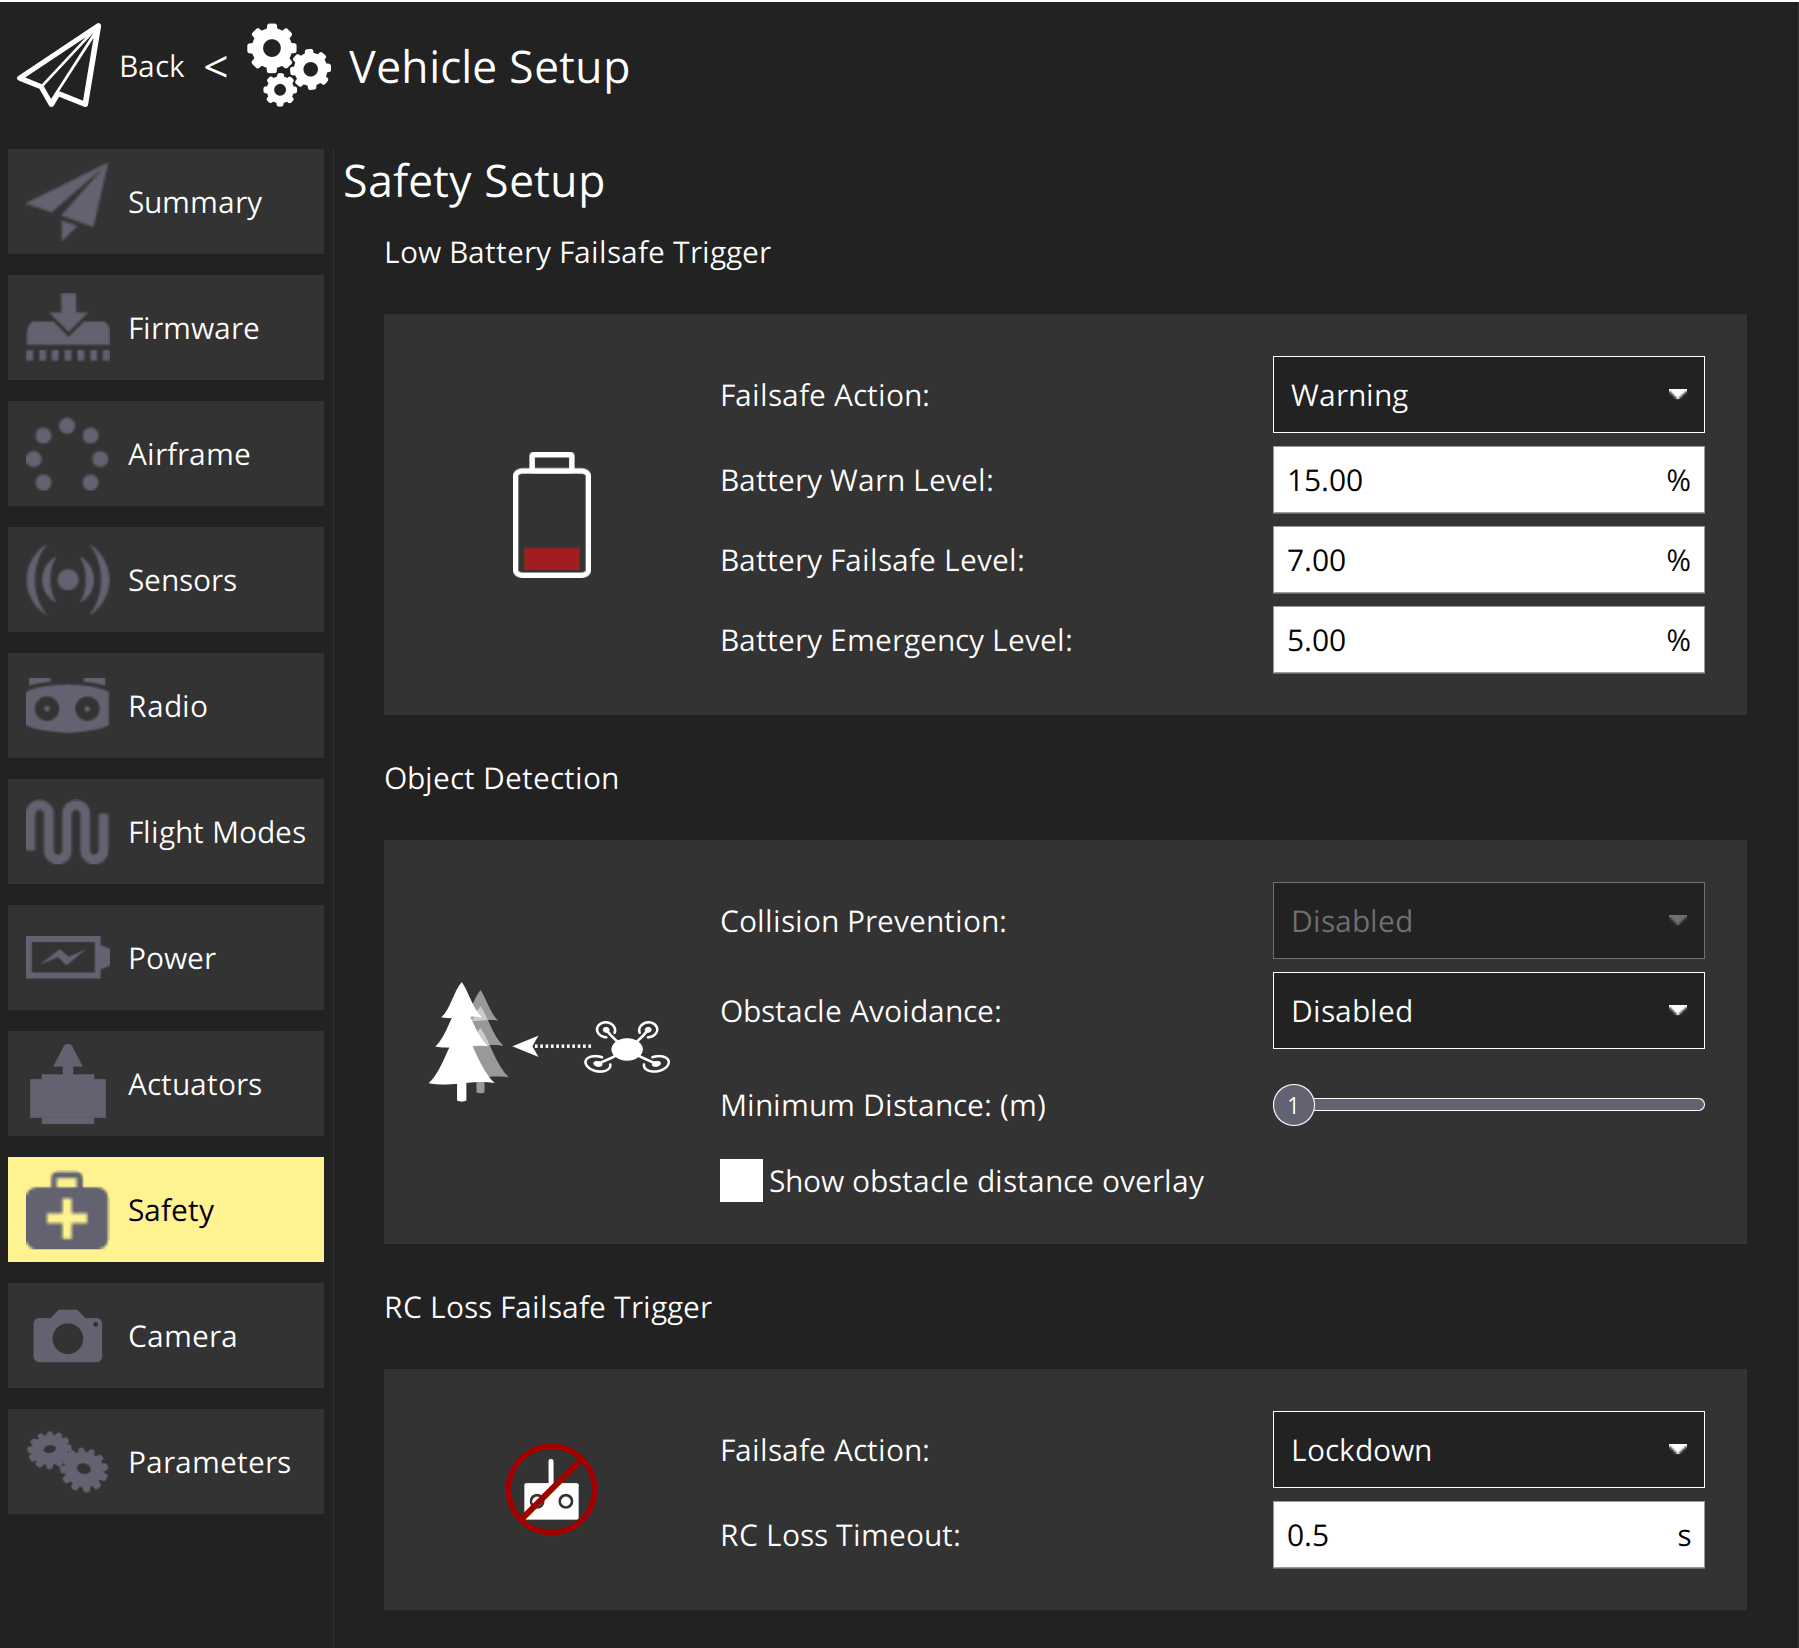 Back < Vehicle Setup
Summary
Firmware
Airframe
Sensors
Radio
Flight Modes
Power
Actuators
Safety
Camera
Parameters
Safety Setup
Low Battery Failsafe Trigger
Failsafe Action: Warning
Battery Warn Level: 15.00 %
Battery Failsafe Level: 7.00 %
Battery Emergency Level: 5.00 %
Object Detection
Collision Prevention: Disabled
Obstacle Avoidance: Disabled
Minimum Distance: (m) 1
Show obstacle distance overlay
RC Loss Failsafe Trigger
Failsafe Action: Lockdown
RC Loss Timeout: 0.5 s